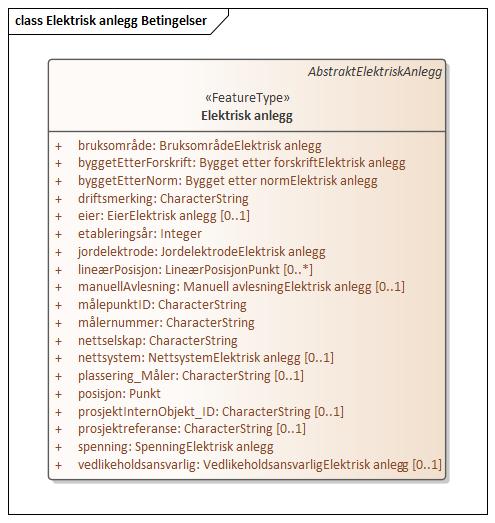 class Elektrisk anlegg Betingelser
AbstraktElektriskAnlegg
«FeatureType»
Elektrisk anlegg
+ bruksområde: BruksområdeElektrisk anlegg
+ byggetEtterForskrift: Bygget etter forskriftElektrisk anlegg
+ byggetEtterNorm: Bygget etter normElektrisk anlegg
+ driftsmerking: CharacterString
+ eier: EierElektrisk anlegg [0..1]
+ etableringsår: Integer
+ jordelektrode: JordelektrodeElektrisk anlegg
+ lineærPosisjon: LineærPosisjonPunkt [0..*]
+ manuellAvlesning: Manuell avlesningElektrisk anlegg [0..1]
+ målepunktID: CharacterString
+ målernummer: CharacterString
+ nettselskap: CharacterString
+ nettsystem: NettsystemElektrisk anlegg [0..1]
+ plassering_Måler: CharacterString [0..1]
+ posisjon: Punkt
+ prosjektInternObjekt_ID: CharacterString [0..1]
+ prosjektreferanse: CharacterString [0..1]
+ spenning: SpenningElektrisk anlegg
+ vedlikeholdsansvarlig: VedlikeholdsansvarligElektrisk anlegg [0..1]